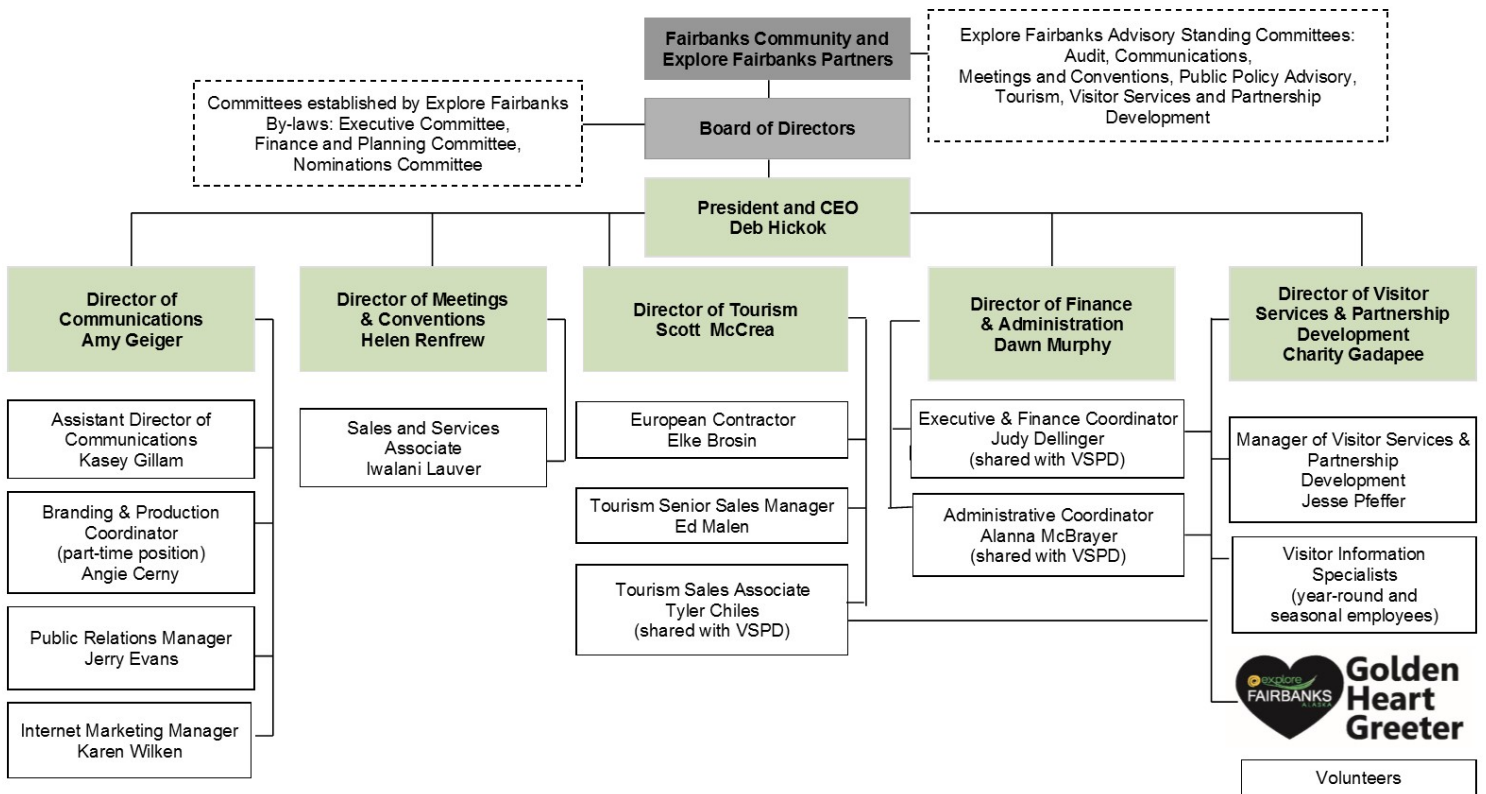 Fairbanks Community and
Explore Fairbanks Partners
Explore Fairbanks Advisory Standing Committees:
Audit, Communications,
Meetings and Conventions, Public Policy Advisory,
Tourism, Visitor Services and Partnership
Development
Committees established by Explore Fairbanks
By-laws: Executive Committee,
Finance and Planning Committee,
Nominations Committee
Board of Directors
President and CEO
Deb Hickok
Director of
Communications
Amy Geiger
Director of Meetings
& Conventions
Helen Renfrew
Director of Tourism
Scott McCrea
Director of Finance
& Administration
Dawn Murphy
Director of Visitor
Services & Partnership
Development
Charity Gadapee
Assistant Director of
Communications
Kasey Gillam
Branding & Production
Coordinator
(part-time position)
Angie Cerny
Public Relations Manager
Jerry Evans
Internet Marketing Manager
Karen Wilken
Sales and Services
Associate
Iwalani Lauver
European Contractor
Elke Brosin
Tourism Senior Sales Manager
Ed Malen
Tourism Sales Associate
Tyler Chiles
(shared with VSPD)
Executive & Finance Coordinator
Judy Dellinger
(shared with VSPD)
Administrative Coordinator
Alanna McBrayer
(shared with VSPD)
Manager of Visitor Services &
Partnership
Development
Jesse Pfeffer
Visitor Information
Specialists
(year-round and
seasonal employees)
explore
FAIRBANKS
ALASKA
Golden
Heart
Greeter
Volunteers